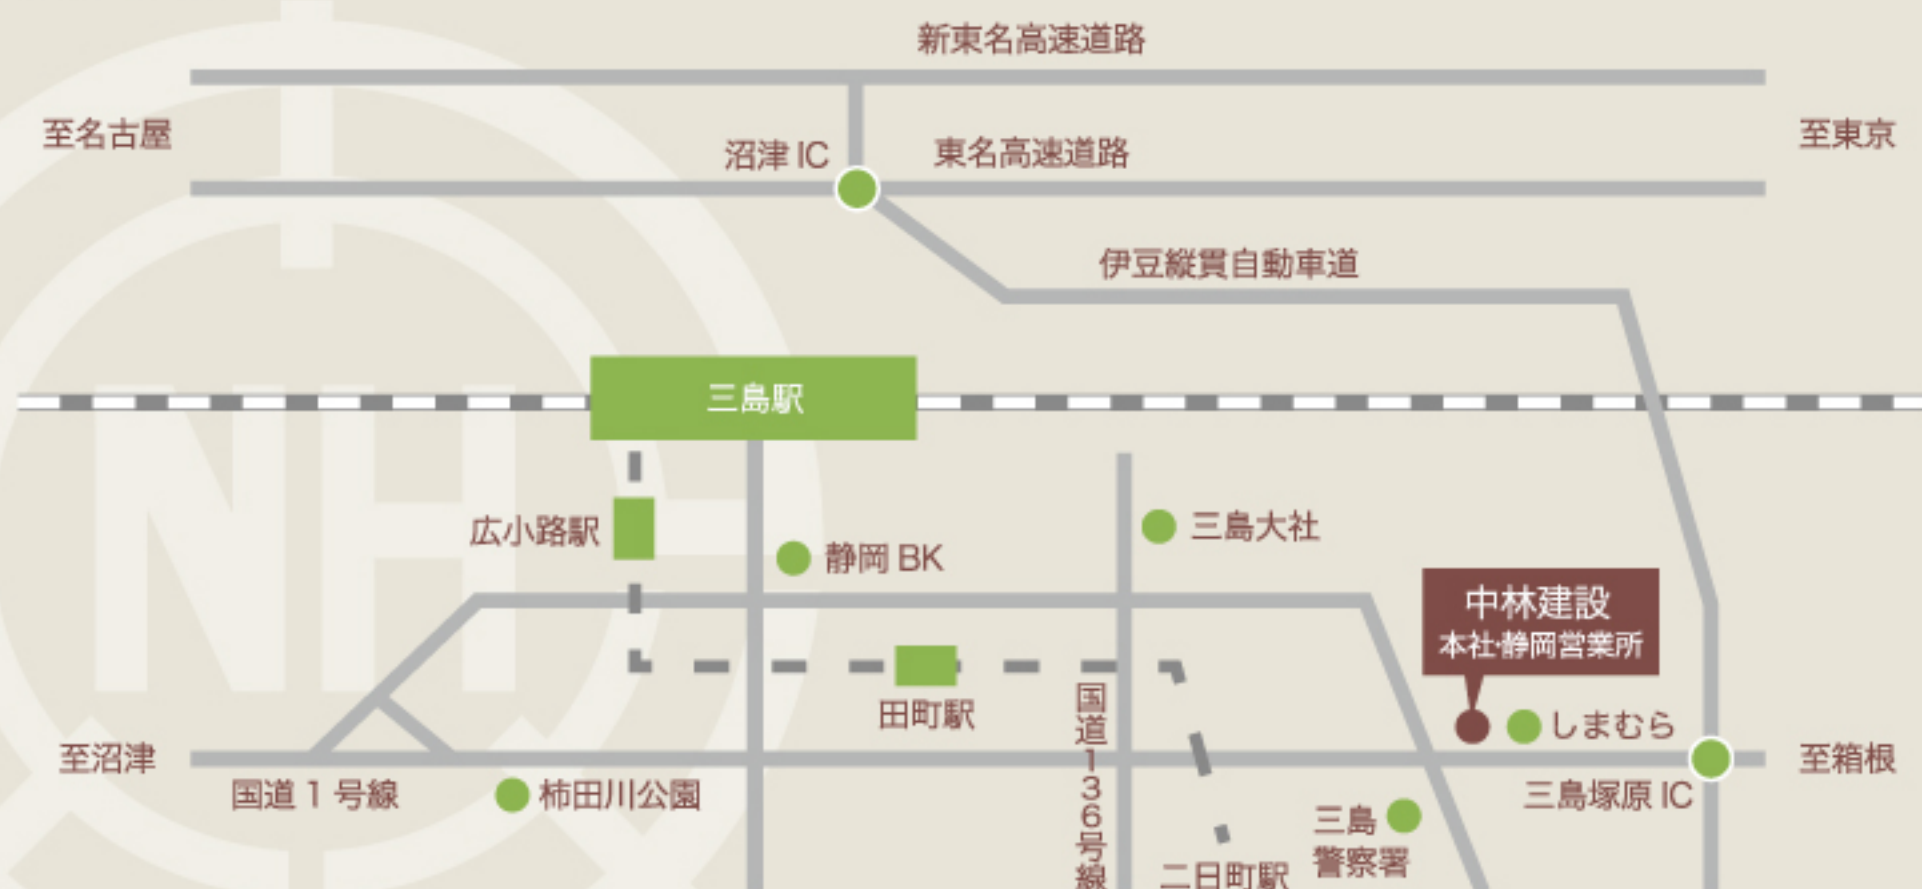 新東名高速道路
至名古屋
至東京
沼津 IC
東名高速道路
伊豆縦貫自動車道
三島駅
広小路駅
静岡 BK
三島大社
中林建設
本社・静岡営業所
田町駅
国道136号線
しまむら
至沼津
至箱根
国道 1 号線
柿田川公園
三島塚原 IC
三島
警察署
二日町駅
NH